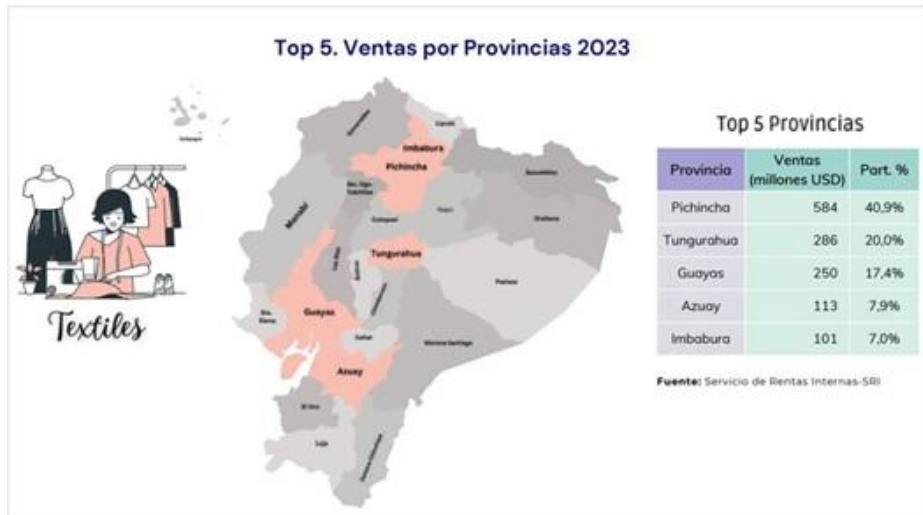 Top 5. Ventas por Provincias 2023
Textiles
Carchi
Imbabura
Pichincha
Manabí
Cotopaxi
Orellana
Tungurahua
Pastaza
Sta.
Elena
Guayas
Cañar
Morona Santiago
Azuay
El Oro
Loja
Top 5 Provincias
Provincia Ventas (millones USD) Part. %
Pichincha 584 40,9%
Tungurahua 286 20,0%
Guayas 250 17,4%
Azuay 113 7,9%
Imbabura 101 7,0%
Fuente: Servicio de Rentas Internas-SRI